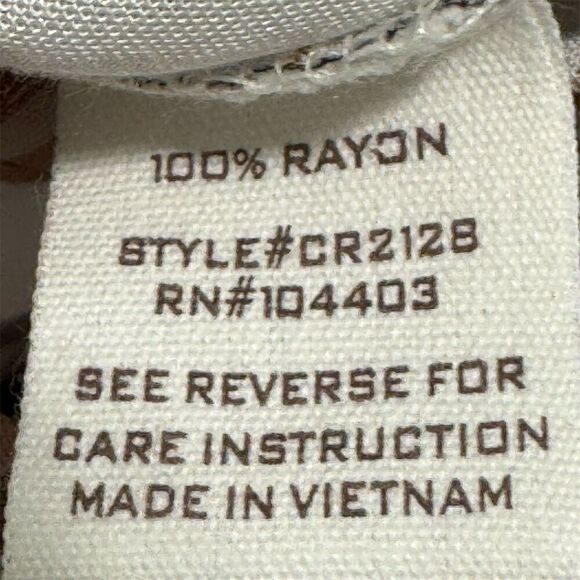 100% RAYON
STYLE#CR2128
RN#104403
SEE REVERSE FOR
CARE INSTRUCTION
MADE IN VIETNAM